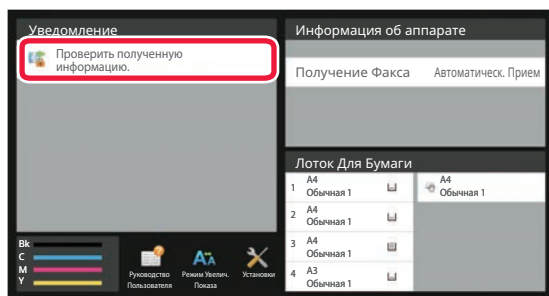 Уведомление
Проверить полученную
информацию.
Информация об аппарате
Получение Факса Автоматическ. Прием
Лоток Для Бумаги
1 A4
Обычная 1
A4
Обычная 1
2 A4
Обычная 1
3 A4
Обычная 1
4 A3
Обычная 1
Bk
C
M
Y
Руководство
Пользователя
Режим Увелич.
Показа
Установки